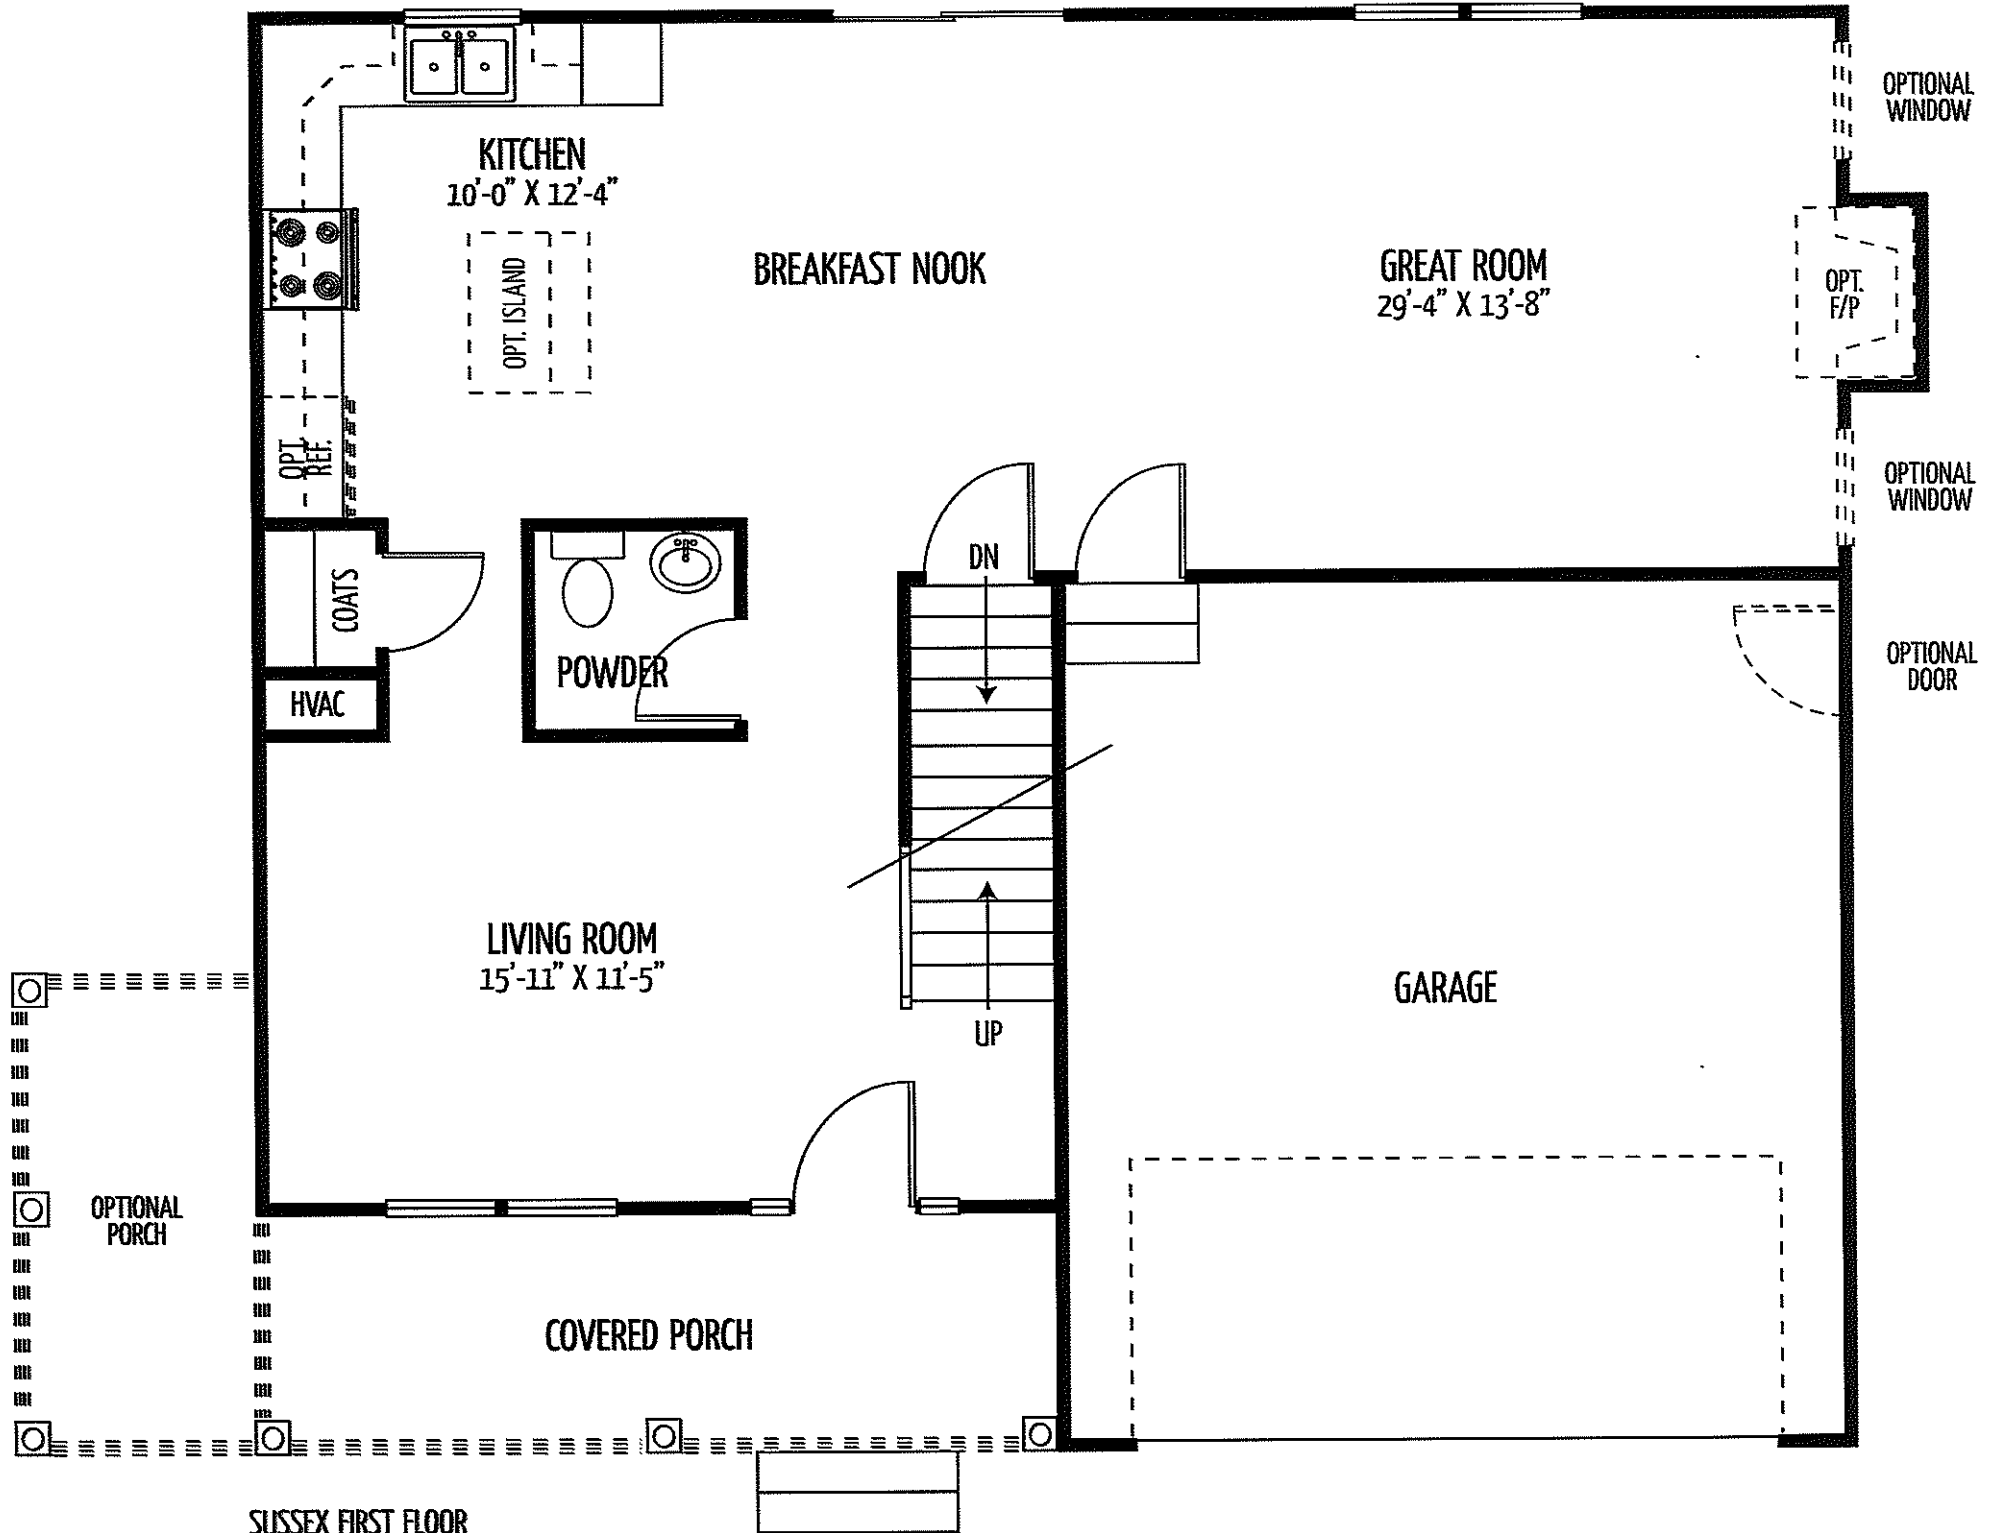 OPTIONAL
WINDOW
KITCHEN
10'-0" X 12'-4"
BREAKFAST NOOK
GREAT ROOM
29'-4" X 13'-8"
OPT. ISLAND
OPT.
F/P
OPT.
REF.
OPTIONAL
WINDOW
DN
COATS
POWDER
OPTIONAL
DOOR
HVAC
LIVING ROOM
15'-11" X 11'-5"
GARAGE
UP
OPTIONAL
PORCH
COVERED PORCH
SUSSEX FIRST FLOOR